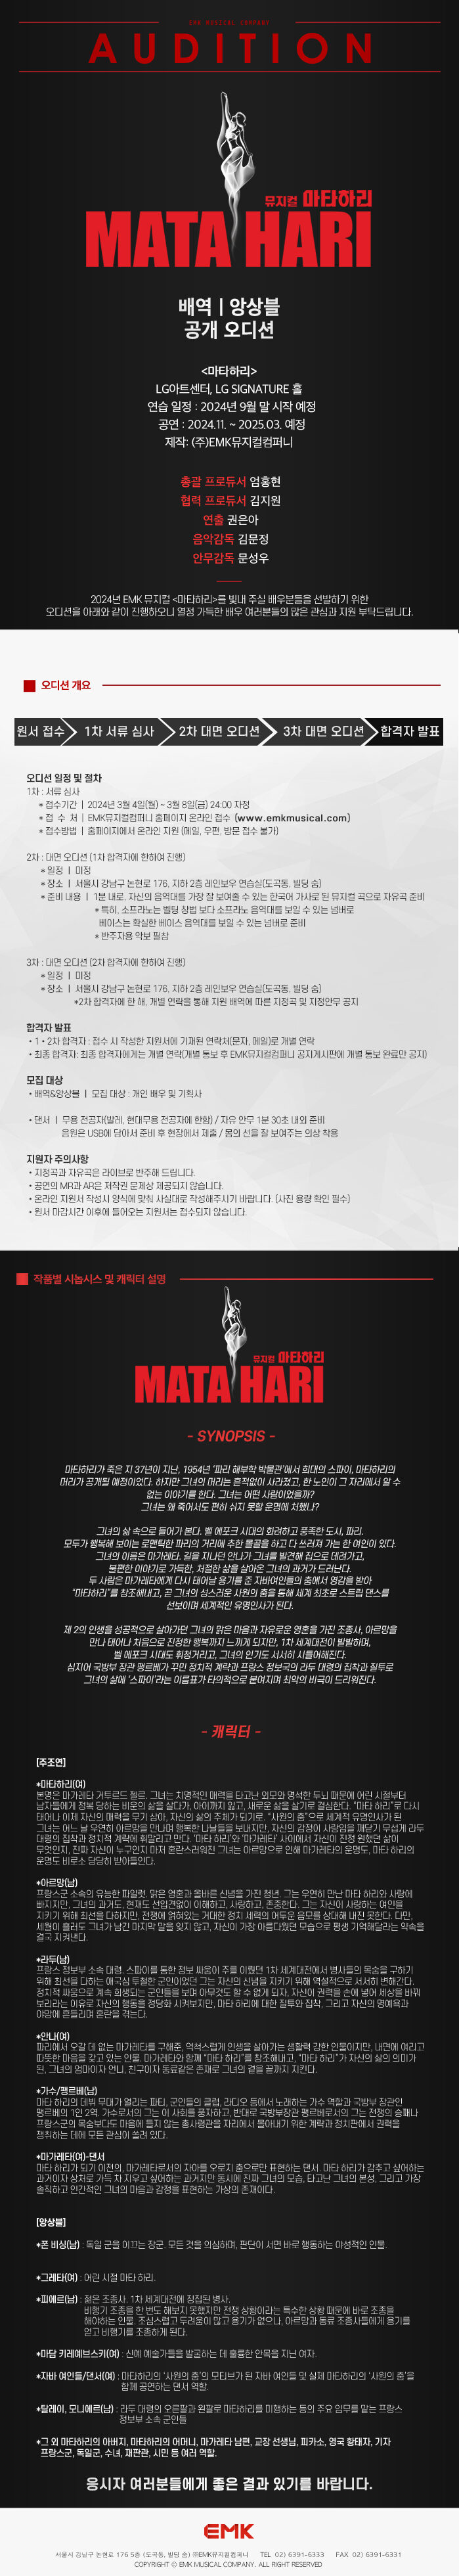 EMK MUSICAL COMPANY
AUDITION
뮤지컬 마타하리
MATA HARI
배역 | 앙상블
공개 오디션
<마타하리>
LG아트센터, LG SIGNATURE 홀
연습 일정 : 2024년 9월 말 시작 예정
공연 : 2024.11. ~ 2025.03. 예정
제작: (주)EMK뮤지컬컴퍼니
총괄 프로듀서 엄홍현
협력 프로듀서 김지원
연출 권은아
음악감독 김문정
안무감독 문성우
2024년 EMK 뮤지컬 <마타하리>를 빛내 주실 배우분들을 선발하기 위한
오디션을 아래와 같이 진행하오니 열정 가득한 배우 여러분들의 많은 관심과 지원 부탁드립니다.
오디션 개요
원서 접수 1차 서류 심사 2차 대면 오디션 3차 대면 오디션 합격자 발표
오디션 일정 및 절차
1차 : 서류 심사
* 접수기간 | 2024년 3월 4일(월) ~ 3월 8일(금) 24:00 자정
* 접 수 처 | EMK뮤지컬컴퍼니 홈페이지 온라인 접수 (www.emkmusical.com)
* 접수방법 | 홈페이지에서 온라인 지원 (메일, 우편, 방문 접수 불가)
2차 : 대면 오디션 (1차 합격자에 한하여 진행)
* 일정 | 미정
* 장소 | 서울시 강남구 논현로 176, 지하 2층 레인보우 연습실(도곡동, 빌딩 숨)
* 준비 내용 | 1분 내로, 자신의 음역대를 가장 잘 보여줄 수 있는 한국어 가사로 된 뮤지컬 곡으로 자유곡 준비
* 특히, 소프라노는 벨팅 창법 보다 소프라노 음역대를 보일 수 있는 넘버로
베이스는 확실한 베이스 음역대를 보일 수 있는 넘버로 준비
* 반주자용 악보 필참
3차 : 대면 오디션 (2차 합격자에 한하여 진행)
* 일정 | 미정
* 장소 | 서울시 강남구 논현로 176, 지하 2층 레인보우 연습실(도곡동, 빌딩 숨)
*2차 합격자에 한 해, 개별 연락을 통해 지원 배역에 따른 지정곡 및 지정안무 공지
합격자 발표
• 1 • 2차 합격자 : 접수 시 작성한 지원서에 기재된 연락처(문자, 메일)로 개별 연락
• 최종 합격자: 최종 합격자에게는 개별 연락(개별 통보 후 EMK뮤지컬컴퍼니 공지게시판에 개별 통보 완료만 공지)
모집 대상
• 배역&앙상블 | 모집 대상 : 개인 배우 및 기획사
• 댄서 | 무용 전공자(발레, 현대무용 전공자에 한함) / 자유 안무 1분 30초 내외 준비
음원은 USB에 담아서 준비 후 현장에서 제출 / 몸의 선을 잘 보여주는 의상 착용
지원자 주의사항
• 지정곡과 자유곡은 라이브로 반주해 드립니다.
• 공연의 MR과 AR은 저작권 문제상 제공되지 않습니다.
• 온라인 지원서 작성시 양식에 맞춰 사실대로 작성해주시기 바랍니다. (사진 용량 확인 필수)
• 원서 마감시간 이후에 들어오는 지원서는 접수되지 않습니다.
작품별 시놉시스 및 캐릭터 설명
뮤지컬 마타하리
MATA HARI
- SYNOPSIS -
마타하리가 죽은 지 37년이 지난, 1954년 '파리 해부학 박물관'에서 희대의 스파이, 마타하리의
머리가 공개될 예정이었다. 하지만 그녀의 머리는 흔적없이 사라졌고, 한 노인이 그 자리에서 알 수
없는 이야기를 한다. 그녀는 어떤 사람이었을까?
그녀는 왜 죽어서도 편히 쉬지 못할 운명에 처했나?
그녀의 삶 속으로 들어가 본다. 벨 에포크 시대의 화려하고 풍족한 도시, 파리.
모두가 행복해 보이는 로맨틱한 파리의 거리에 추한 몰골을 하고 다 쓰러져 가는 한 여인이 있다.
그녀의 이름은 마가레타. 길을 지나던 안나가 그녀를 발견해 집으로 데려가고,
불편한 이야기로 가득한, 처절한 삶을 살아온 그녀의 과거가 드러난다.
두 사람은 마가레타에게 다시 태어날 용기를 준 자바여인들의 춤에서 영감을 받아
"마타하리"를 창조해내고, 곧 그녀의 성스러운 사원의 춤을 통해 세계 최초로 스트립 댄스를
선보이며 세계적인 유명인사가 된다.
제 2의 인생을 성공적으로 살아가던 그녀의 맑은 마음과 자유로운 영혼을 가진 조종사, 아르망을
만나 태어나 처음으로 진정한 행복까지 느끼게 되지만, 1차 세계대전이 발발하며,
벨 에포크 시대도 휘청거리고, 그녀의 인기도 서서히 시들어해진다.
심지어 국방부 장관 팽르베가 꾸민 정치적 계략과 프랑스 정보국의 라두 대령의 집착과 질투로
그녀의 삶에 '스파이'라는 이름표가 타의적으로 붙여지며 최악의 비극이 드리워진다.
- 캐릭터 -
[주조연]
*마타하리(여)
본명은 마가레타 거투르드 젤르. 그녀는 치명적인 매력을 타고난 외모와 명석한 두뇌 때문에 어린 시절부터
남자들에게 정복 당하는 비운의 삶을 살다가, 아이까지 잃고, 새로운 삶을 살기로 결심한다. "마타 하리"로 다시
태어나 이제 자신의 매력을 무기 삼아, 자신의 삶의 주체가 되기로. "사원의 춤"으로 세계적 유명인사가 된
그녀는 어느 날 우연히 아르망을 만나며 행복한 나날들을 보내지만, 자신의 감정이 사랑임을 깨닫기 무섭게 라두
대령의 집착과 정치적 계략에 휘말리고 만다. '마타 하리'와 '마가레타' 사이에서 자신이 진정 원했던 삶이
무엇인지, 진짜 자신이 누구인지 마저 혼란스러워진 그녀는 아르망으로 인해 마가레타의 운명도, 마타 하리의
운명도 비로소 당당히 받아들인다.
*아르망(남)
프랑스군 소속의 유능한 파일럿. 맑은 영혼과 올바른 신념을 가진 청년. 그는 우연히 만난 마타 하리와 사랑에
빠지지만, 그녀의 과거도, 현재도 선입견없이 이해하고, 사랑하고, 존중한다. 그는 자신이 사랑하는 여인을
지키기 위해 최선을 다하지만, 전쟁에 얽혀있는 거대한 정치 세력의 어두운 음모를 상대해 내진 못한다. 다만,
세월이 흘러도 그녀가 남긴 마지막 말을 잊지 않고, 자신이 가장 아름다웠던 모습으로 평생 기억해달라는 약속을
결국 지켜낸다.
*라두(남)
프랑스 정보부 소속 대령. 스파이를 통한 정보 싸움이 주를 이뤘던 1차 세계대전에서 병사들의 목숨을 구하기
위해 최선을 다하는 애국심 투철한 군인이었던 그는 자신의 신념을 지키기 위해 역설적으로 서서히 변해간다.
정치적 싸움으로 계속 희생되는 군인들을 보며 아무것도 할 수 없게 되자, 자신이 권력을 손에 넣어 세상을 바꿔
보리라는 이유로 자신의 행동을 정당화 시켜보지만, 마타 하리에 대한 질투와 집착, 그리고 자신의 명예욕과
야망에 흔들리며 혼란을 겪는다.
*안나(여)
파리에서 오갈 데 없는 마가레타를 구해준, 억척스럽게 인생을 살아가는 생활력 강한 인물이지만, 내면에 여리고
따뜻한 마음을 갖고 있는 인물. 마가레타와 함께 "마타 하리"를 창조해내고, "마타 하리"가 자신의 삶의 의미가
된, 그녀의 엄마이자 언니, 친구이자 동료같은 존재로 그녀의 곁을 끝까지 지킨다.
*가수/팽르베(남)
마타 하리의 데뷔 무대가 열리는 파티, 군인들의 클럽, 라디오 등에서 노래하는 가수 역할과 국방부 장관인
팽르베의 1인 2역. 가수로서의 그는 이 사회를 풍자하고, 반대로 국방부장관 팽르베로서의 그는 전쟁의 승패나
프랑스군의 목숨보다도 마음에 들지 않는 총사령관을 자리에서 몰아내기 위한 계략과 정치판에서 권력을
쟁취하는 데에 모든 관심이 쏠려 있다.
*마가레타(여)-댄서
마타 하리가 되기 이전의, 마가레타로서의 자아를 오로지 춤으로만 표현하는 댄서. 마타 하리가 감추고 싶어하는
과거이자 상처로 가득 차 지우고 싶어하는 과거지만 동시에 진짜 그녀의 모습, 타고난 그녀의 본성, 그리고 가장
솔직하고 인간적인 그녀의 마음과 감정을 표현하는 가상의 존재이다.
[앙상블]
*폰 비싱(남) : 독일 군을 이끄는 장군. 모든 것을 의심하며, 판단이 서면 바로 행동하는 야성적인 인물.
*그레타(여) : 어린 시절 마타 하리.
*피에르(남) : 젊은 조종사. 1차 세계대전에 징집된 병사.
비행기 조종을 한 번도 해보지 못했지만 전쟁 상황이라는 특수한 상황 때문에 바로 조종을
해야하는 인물. 조심스럽고 두려움이 많고 용기가 없으나, 아르망과 동료 조종사들에게 용기를
얻고 비행기를 조종하게 된다.
*마담 키레예브스키(여) : 신예 예술가들을 발굴하는 데 훌륭한 안목을 지닌 여자.
*자바 여인들/댄서(여) : 마타하리의 '사원의 춤'의 모티브가 된 자바 여인들 및 실제 마타하리의 '사원의 춤'을
함께 공연하는 댄서 역할.
*탈레이, 모니에르(남) : 라두 대령의 오른팔과 왼팔로 마타하리를 미행하는 등의 주요 임무를 맡는 프랑스
정보부 소속 군인들
*그 외 마타하리의 아버지, 마타하리의 어머니, 마가레타 남편, 교장 선생님, 피카소, 영국 황태자, 기자
프랑스군, 독일군, 수녀, 재판관, 시민 등 여러 역할.
응시자 여러분들에게 좋은 결과 있기를 바랍니다.
EMK
서울시 강남구 논현로 176 5층 (도곡동, 빌딩 숨) ㈜EMK뮤지컬컴퍼니 TEL 02) 6391-6333 FAX 02) 6391-6331
COPYRIGHT © EMK MUSICAL COMPANY. ALL RIGHT RESERVED